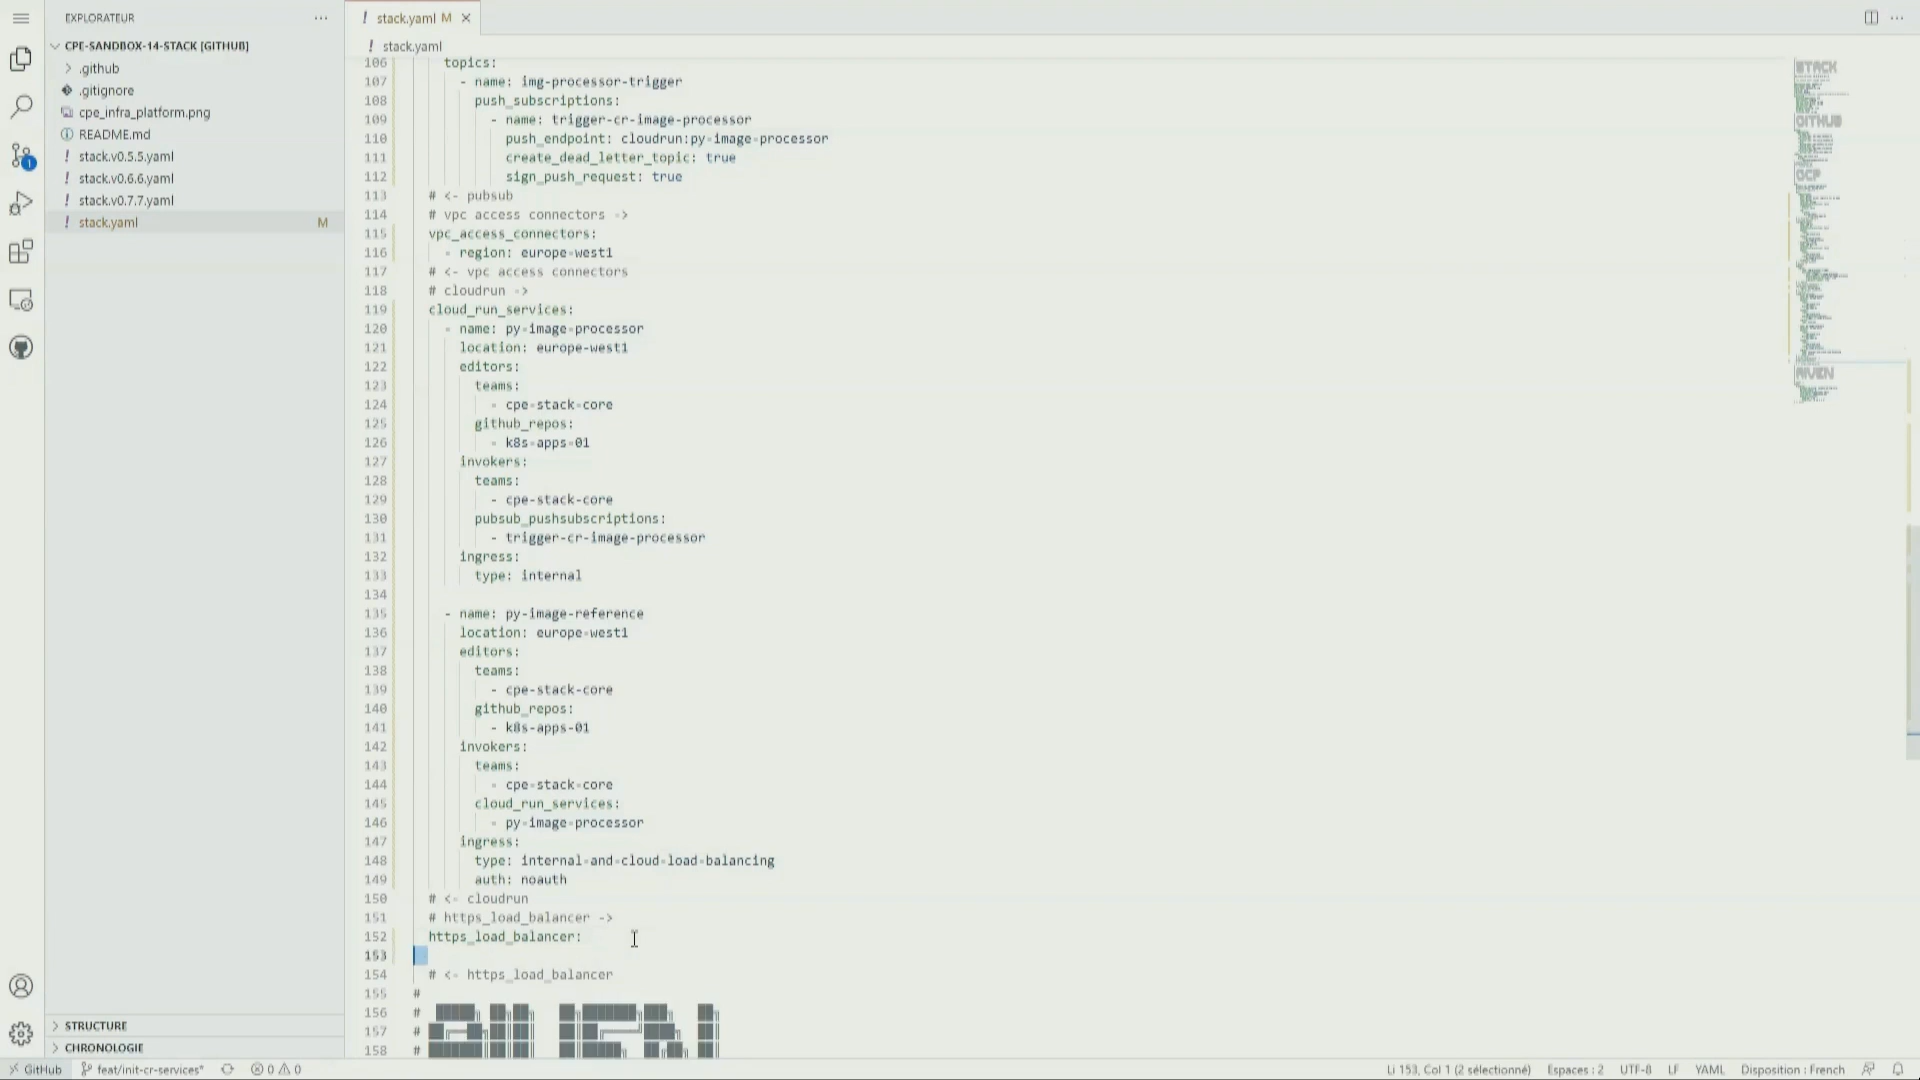 EXPLORATEUR
CPE-SANDBOX-14-STACK [GITHUB]
.github
.gitignore
cpe_infra_platform.png
README.md
! stack.v0.5.5.yaml
! stack.v0.6.6.yaml
! stack.v0.7.7.yaml
! stack.yaml M
STRUCTURE
CHRONOLOGIE
! stack.yaml M
! stack.yaml
106 topics:
107 - name: img-processor-trigger
108 push_subscriptions:
109 - name: trigger-cr-image-processor
110 push_endpoint: cloudrun:py-image-processor
111 create_dead_letter_topic: true
112 sign_push_request: true
113 # <- pubsub
114 # vpc access connectors ->
115 vpc_access_connectors:
116 - region: europe-west1
117 # <- vpc access connectors
118 # cloudrun ->
119 cloud_run_services:
120 - name: py-image-processor
121 location: europe-west1
122 editors:
123 teams:
124 - cpe-stack-core
125 github_repos:
126 - k8s-apps-01
127 invokers:
128 teams:
129 - cpe-stack-core
130 pubsub_pushsubscriptions:
131 - trigger-cr-image-processor
132 ingress:
133 type: internal
134
135 - name: py-image-reference
136 location: europe-west1
137 editors:
138 teams:
139 - cpe-stack-core
140 github_repos:
141 - k8s-apps-01
142 invokers:
143 teams:
144 - cpe-stack-core
145 cloud_run_services:
146 - py-image-processor
147 ingress:
148 type: internal-and-cloud-load-balancing
149 auth: noauth
150 # <- cloudrun
151 # https_load_balancer ->
152 https_load_balancer:
153
154 # <- https_load_balancer
155 #
156 #
157 #
158 #
STACK
GITHUB
GCP
AIVEN
1
GitHub feat/init-cr-services* 0 0 Li 153, Col 1 (2 sélectionné) Espaces : 2 UTF-8 LF YAML Disposition : French